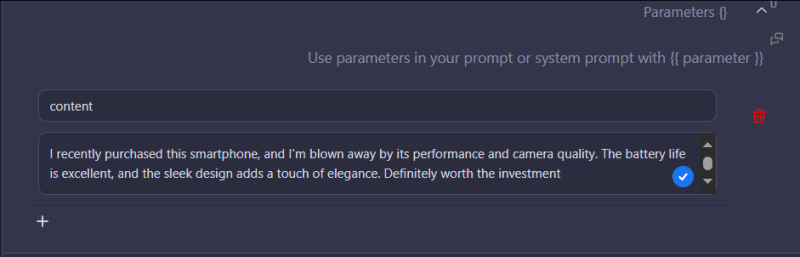 Parameters {}
Use parameters in your prompt or system prompt with {{ parameter }}
content
I recently purchased this smartphone, and I'm blown away by its performance and camera quality. The battery life
is excellent, and the sleek design adds a touch of elegance. Definitely worth the investment